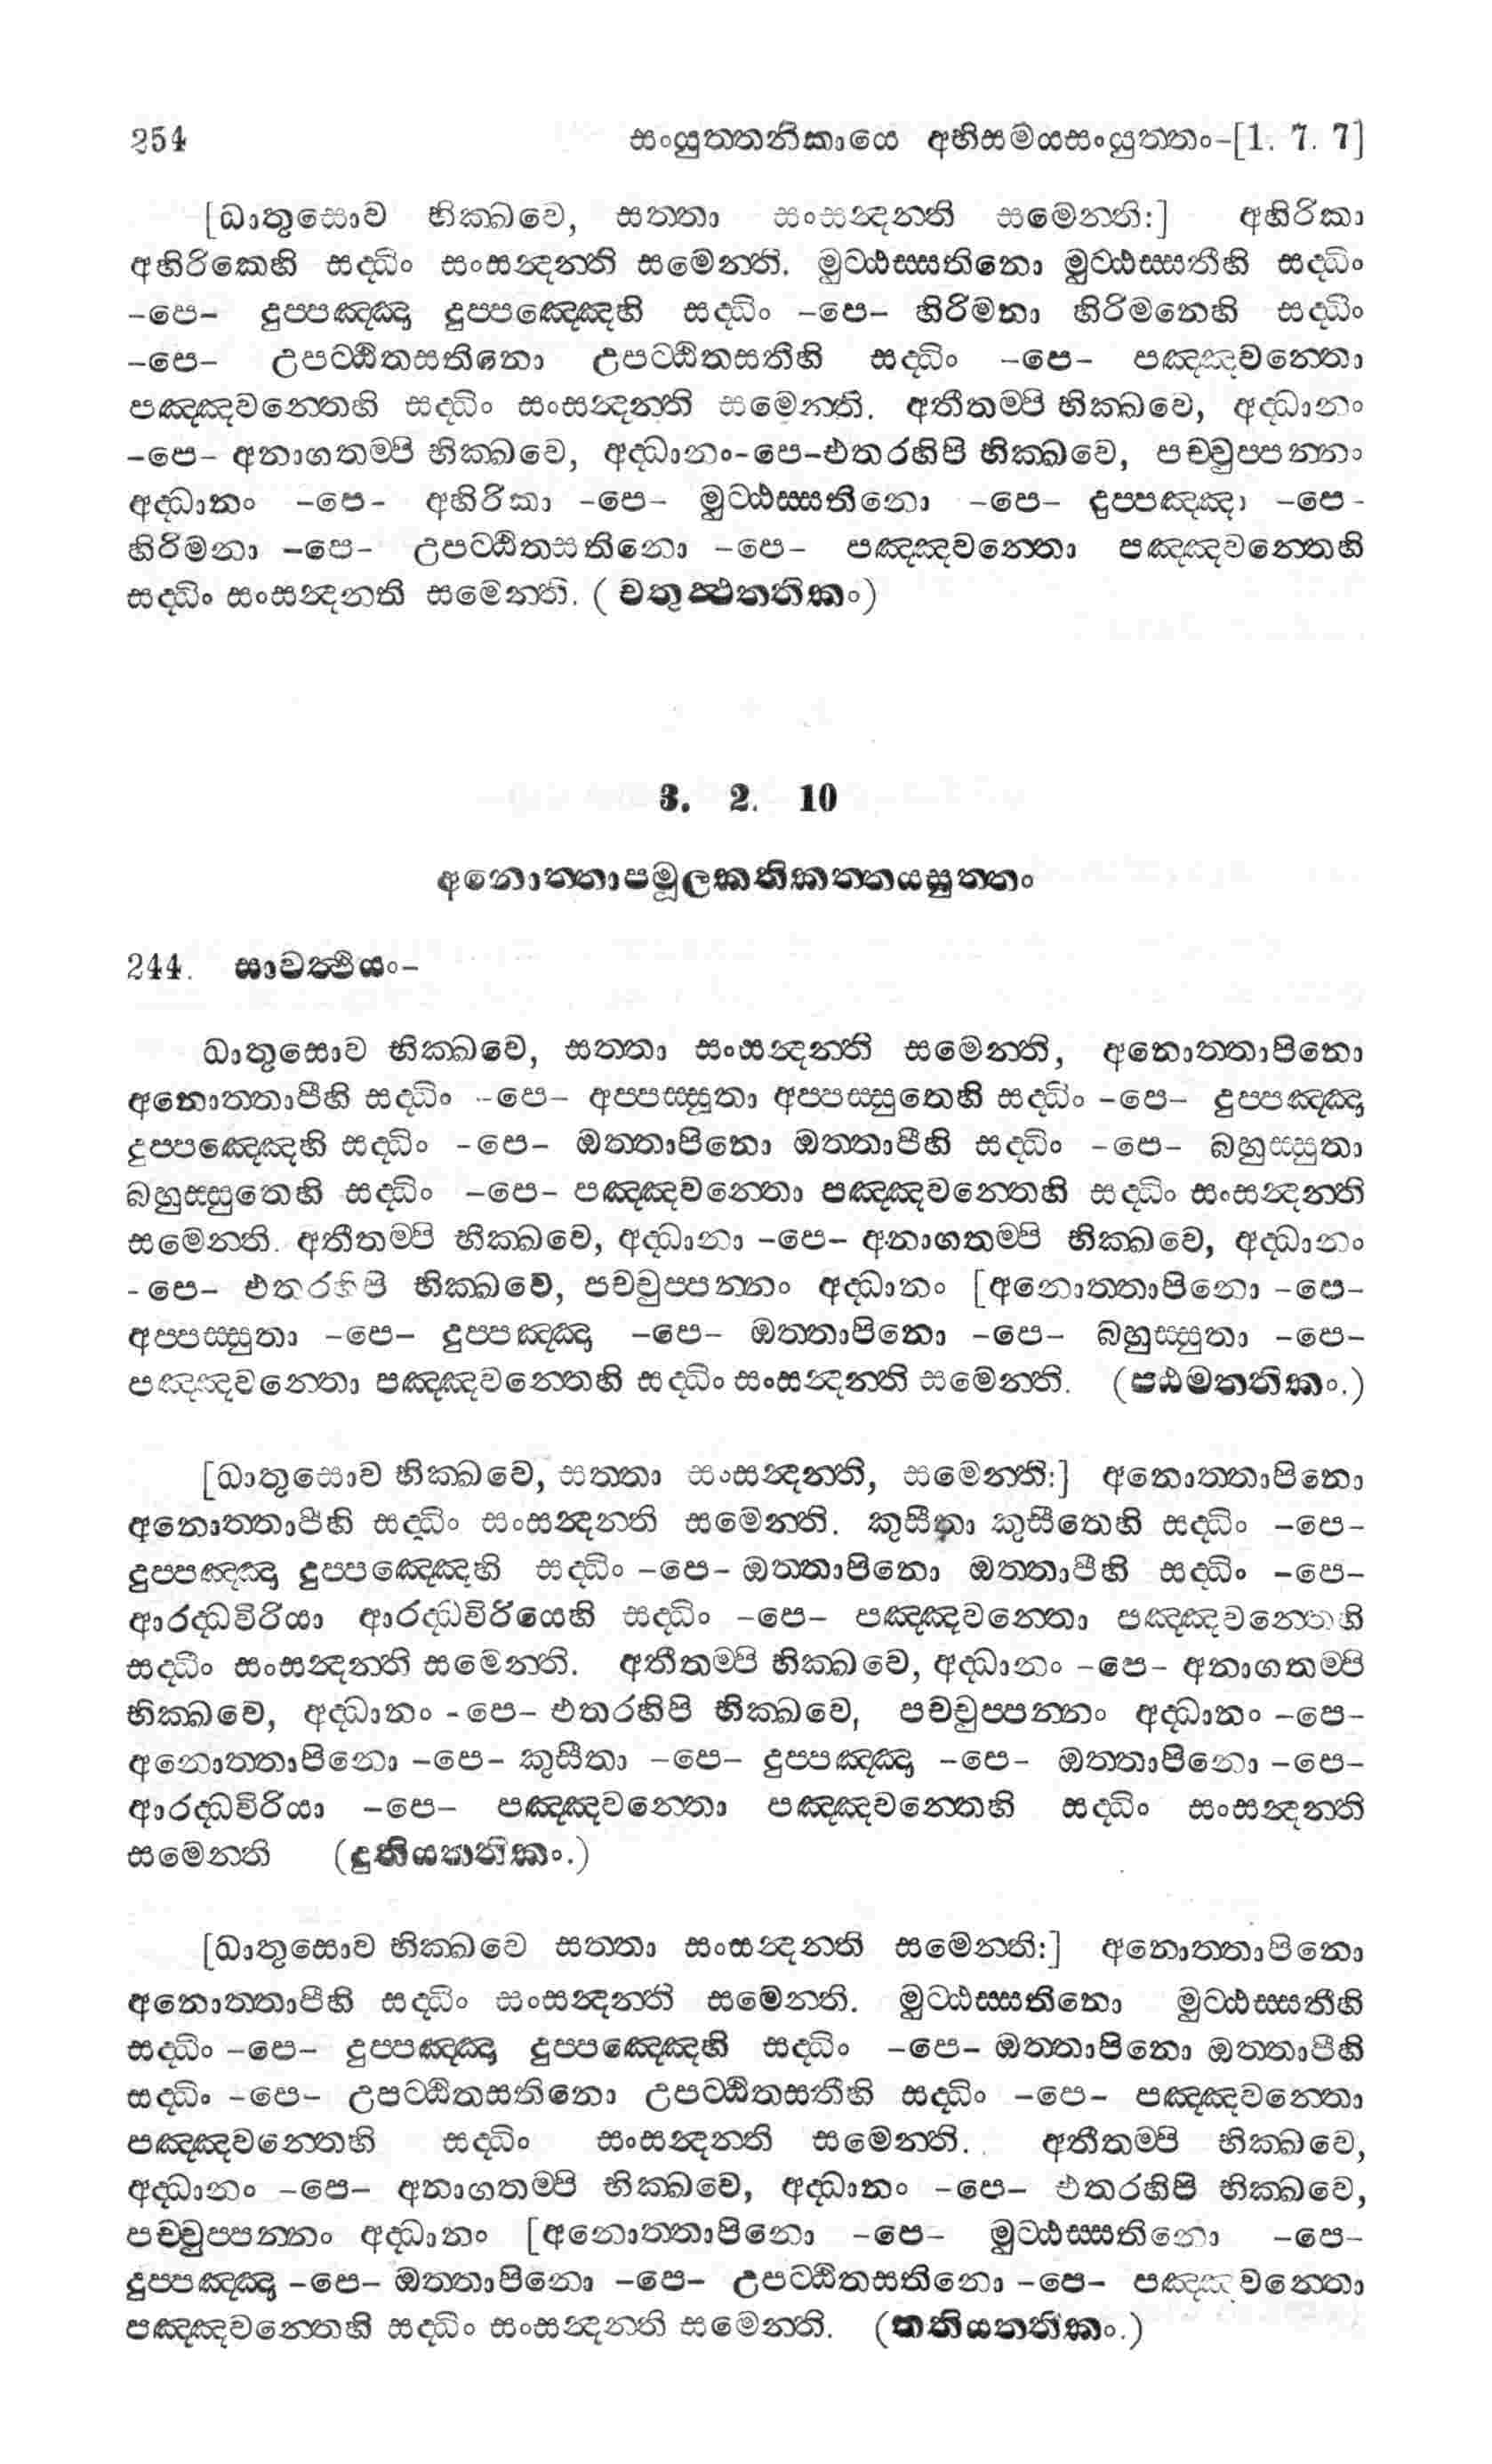 254 සංයුත්තනිකායෙ අභිසමයසංයුත්තං-[1. 7. 7]
[ධාතුසොව භික්ඛවෙ, සත්තා සංසන්දන්ති සමෙන්ති:] අහිරිකා
අහිරිකෙහි සද්ධිං සංසන්දන්ති සමෙන්ති. මුට්ඨස්සතිනො මුට්ඨස්සතීහි සද්ධිං
-පෙ- දුප්පඤ්ඤා දුප්පඤ්ඤෙහි සද්ධිං -පෙ- හිරිමනා හිරිමනෙහි සද්ධිං
-පෙ- උපට්ඨිතසතිනො උපට්ඨිතසතීහි සද්ධිං -පෙ- පඤ්ඤවන්තො
පඤ්ඤවන්තෙහි සද්ධිං සංසන්දන්ති සමෙන්ති. අතීතම්පි භික්ඛවෙ, අද්ධානං
-පෙ- අනාගතම්පි භික්ඛවෙ, අද්ධානං-පෙ-එතරහිපි භික්ඛවෙ, පච්චුප්පන්නං
අද්ධානං -පෙ- අහිරිකා -පෙ- මුට්ඨස්සතිනො -පෙ- දුප්පඤ්ඤා -පෙ-
හිරිමනා -පෙ- උපට්ඨිතසතිනො -පෙ- පඤ්ඤවන්තො පඤ්ඤවන්තෙහි
සද්ධිං සංසන්දන්ති සමෙන්ති. (චතුත්ථතතිකං)
3. 2. 10
අනොත්තාපමූලකතිකත්තයසුත්තං
244. සාවත්ථියං-
ධාතුසොව භික්ඛවෙ, සත්තා සංසන්දන්ති සමෙන්ති, අනොත්තාපිනො
අනොත්තාපීහි සද්ධිං -පෙ- අප්පස්සුතා අප්පස්සුතෙහි සද්ධිං -පෙ- දුප්පඤ්ඤා
දුප්පඤ්ඤෙහි සද්ධිං -පෙ- ඔත්තාපිනො ඔත්තාපීහි සද්ධිං -පෙ- බහුස්සුතා
බහුස්සුතෙහි සද්ධිං -පෙ- පඤ්ඤවන්තො පඤ්ඤවන්තෙහි සද්ධිං සංසන්දන්ති
සමෙන්ති. අතීතම්පි භික්ඛවෙ, අද්ධානා -පෙ- අනාගතම්පි භික්ඛවෙ, අද්ධානං
-පෙ- එතරහිපි භික්ඛවෙ, පච්චුප්පන්නං අද්ධානං [අනොත්තාපිනො -පෙ-
අප්පස්සුතා -පෙ- දුප්පඤ්ඤා -පෙ- ඔත්තාපිනො -පෙ- බහුස්සුතා -පෙ-
පඤ්ඤවන්තො පඤ්ඤවන්තෙහි සද්ධිං සංසන්දන්ති සමෙන්ති. (පඨමතතිකං.)
[ධාතුසොව භික්ඛවෙ, සත්තා සංසන්දන්ති, සමෙන්ති:] අනොත්තාපිනො
අනොත්තාපීහි සද්ධිං සංසන්දන්ති සමෙන්ති. කුසීතා කුසීතෙහි සද්ධිං -පෙ-
දුප්පඤ්ඤා දුප්පඤ්ඤෙහි සද්ධිං -පෙ- ඔත්තාපිනො ඔත්තාපීහි සද්ධිං -පෙ-
ආරද්ධවිරියා ආරද්ධවිරියෙහි සද්ධිං -පෙ- පඤ්ඤවන්තො පඤ්ඤවන්තෙහි
සද්ධිං සංසන්දන්ති සමෙන්ති. අතීතම්පි භික්ඛවෙ, අද්ධානං -පෙ- අනාගතම්පි
භික්ඛවෙ, අද්ධානං -පෙ- එතරහිපි භික්ඛවෙ, පච්චුප්පන්නං අද්ධානං -පෙ-
අනොත්තාපිනො -පෙ- කුසීතා -පෙ- දුප්පඤ්ඤා -පෙ- ඔත්තාපිනො -පෙ-
ආරද්ධවිරියා -පෙ- පඤ්ඤවන්තො පඤ්ඤවන්තෙහි සද්ධිං සංසන්දන්ති
සමෙන්ති (දුතියතතිකං.)
[ධාතුසොව භික්ඛවෙ සත්තා සංසන්දන්ති සමෙන්ති:] අනොත්තාපිනො
අනොත්තාපීහි සද්ධිං සංසන්දන්ති සමෙන්ති. මුට්ඨස්සතිනො මුට්ඨස්සතීහි
සද්ධිං -පෙ- දුප්පඤ්ඤා දුප්පඤ්ඤෙහි සද්ධිං -පෙ- ඔත්තාපිනො ඔත්තාපීහි
සද්ධිං -පෙ- උපට්ඨිතසතිනො උපට්ඨිතසතීහි සද්ධිං -පෙ- පඤ්ඤවන්තො
පඤ්ඤවන්තෙහි සද්ධිං සංසන්දන්ති සමෙන්ති. අතීතම්පි භික්ඛවෙ,
අද්ධානං -පෙ- අනාගතම්පි භික්ඛවෙ, අද්ධානං -පෙ- එතරහිපි භික්ඛවෙ,
පච්චුප්පන්නං අද්ධානං [අනොත්තාපිනො -පෙ- මුට්ඨස්සතිනො -පෙ-
දුප්පඤ්ඤා -පෙ- ඔත්තාපිනො -පෙ- උපට්ඨිතසතිනො -පෙ- පඤ්ඤවන්තො
පඤ්ඤවන්තෙහි සද්ධිං සංසන්දන්ති සමෙන්ති. (තතියතතිකං.)